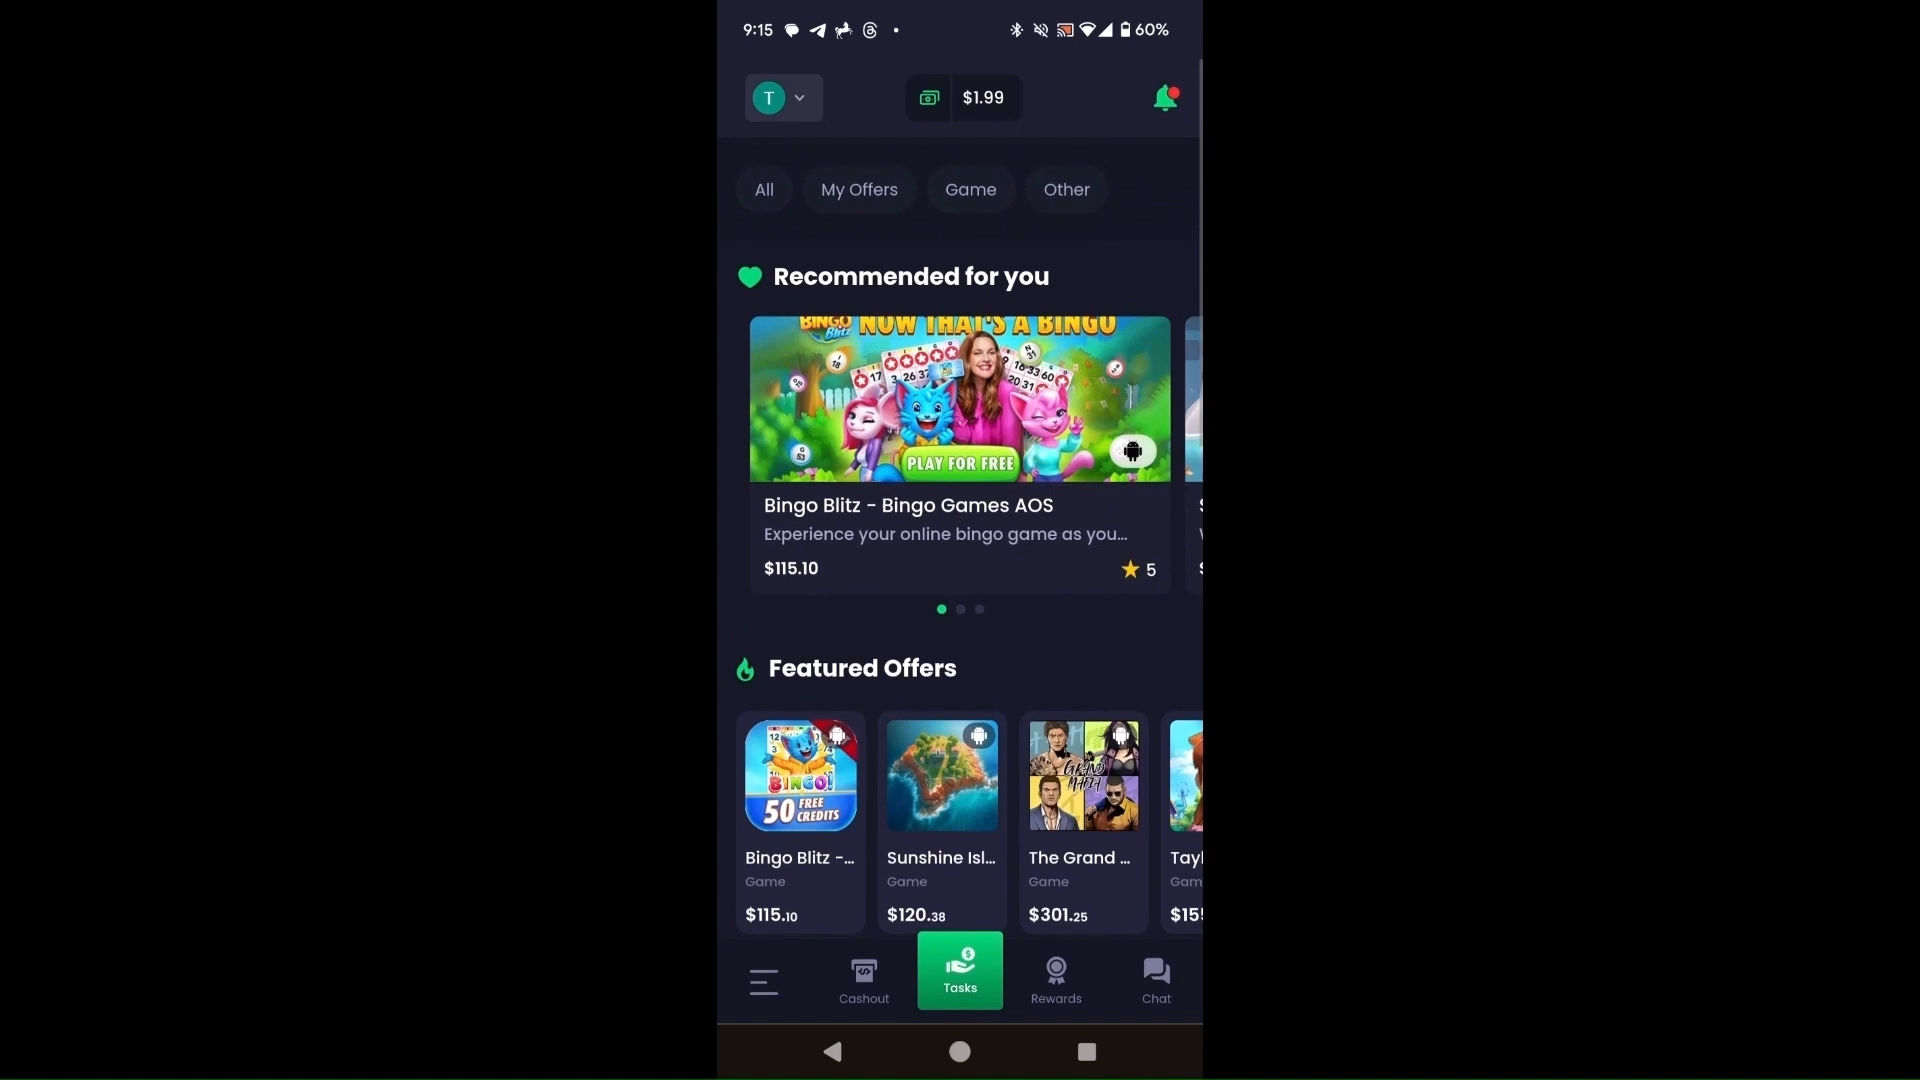 9:15
60%
T
$1.99
All
My Offers
Game
Other
Recommended for you
BINGO Blitz
NOW THAT'S A BINGO
PLAY FOR FREE
Bingo Blitz - Bingo Games AOS
Experience your online bingo game as you...
$115.10
5
Featured Offers
BINGO!
50 FREE CREDITS
GRAND MAFIA
Bingo Blitz -...
Sunshine Isl...
The Grand ...
Tayl
Game
Game
Game
Gam
$115.10
$120.38
$301.25
$15
Cashout
Tasks
Rewards
Chat